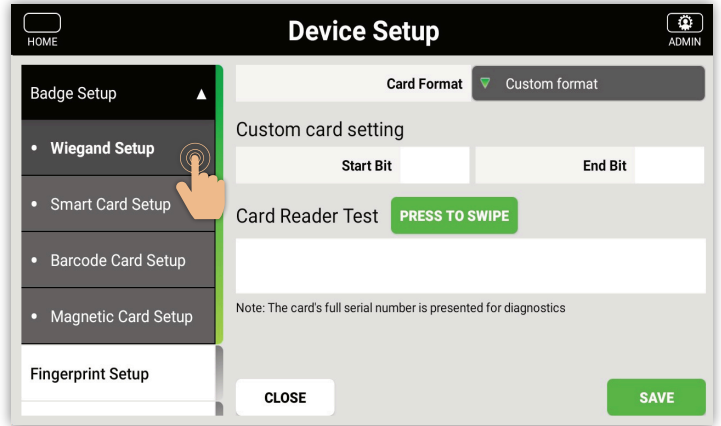 HOME
Device Setup
ADMIN
Badge Setup
• Wiegand Setup
• Smart Card Setup
• Barcode Card Setup
• Magnetic Card Setup
Fingerprint Setup
Card Format
Custom format
Custom card setting
Start Bit
End Bit
Card Reader Test
PRESS TO SWIPE
Note: The card's full serial number is presented for diagnostics
CLOSE
SAVE